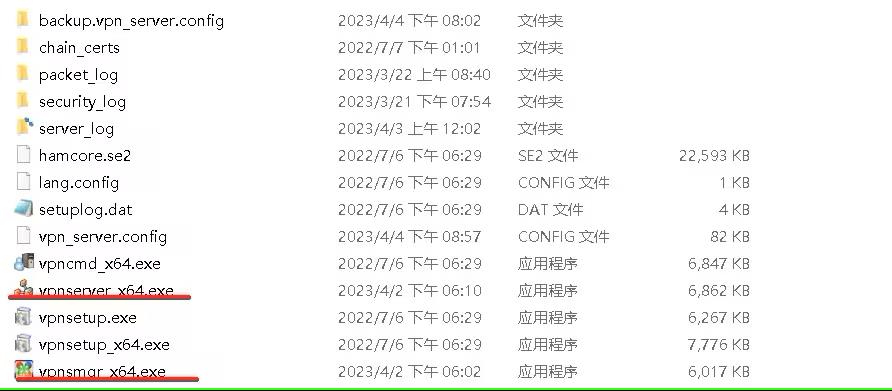 backup.vpn_server.config 2023/4/4 下午 08:02 文件夹
chain_certs 2022/7/7 下午 01:01 文件夹
packet_log 2023/3/22 上午 08:40 文件夹
security_log 2023/3/21 下午 07:54 文件夹
server_log 2023/4/3 上午 12:02 文件夹
hamcore.se2 2022/7/6 下午 06:29 SE2 文件 22,593 KB
lang.config 2022/7/6 下午 06:29 CONFIG 文件 1 KB
setuplog.dat 2022/7/6 下午 06:29 DAT 文件 4 KB
vpn_server.config 2023/4/4 下午 08:57 CONFIG 文件 82 KB
vpncmd_x64.exe 2022/7/6 下午 06:29 应用程序 6,847 KB
vpnserver_x64.exe 2023/4/2 下午 06:10 应用程序 6,862 KB
vpnsetup.exe 2022/7/6 下午 06:29 应用程序 6,267 KB
vpnsetup_x64.exe 2022/7/6 下午 06:29 应用程序 7,776 KB
vpnsmgr_x64.exe 2023/4/2 下午 06:02 应用程序 6,017 KB